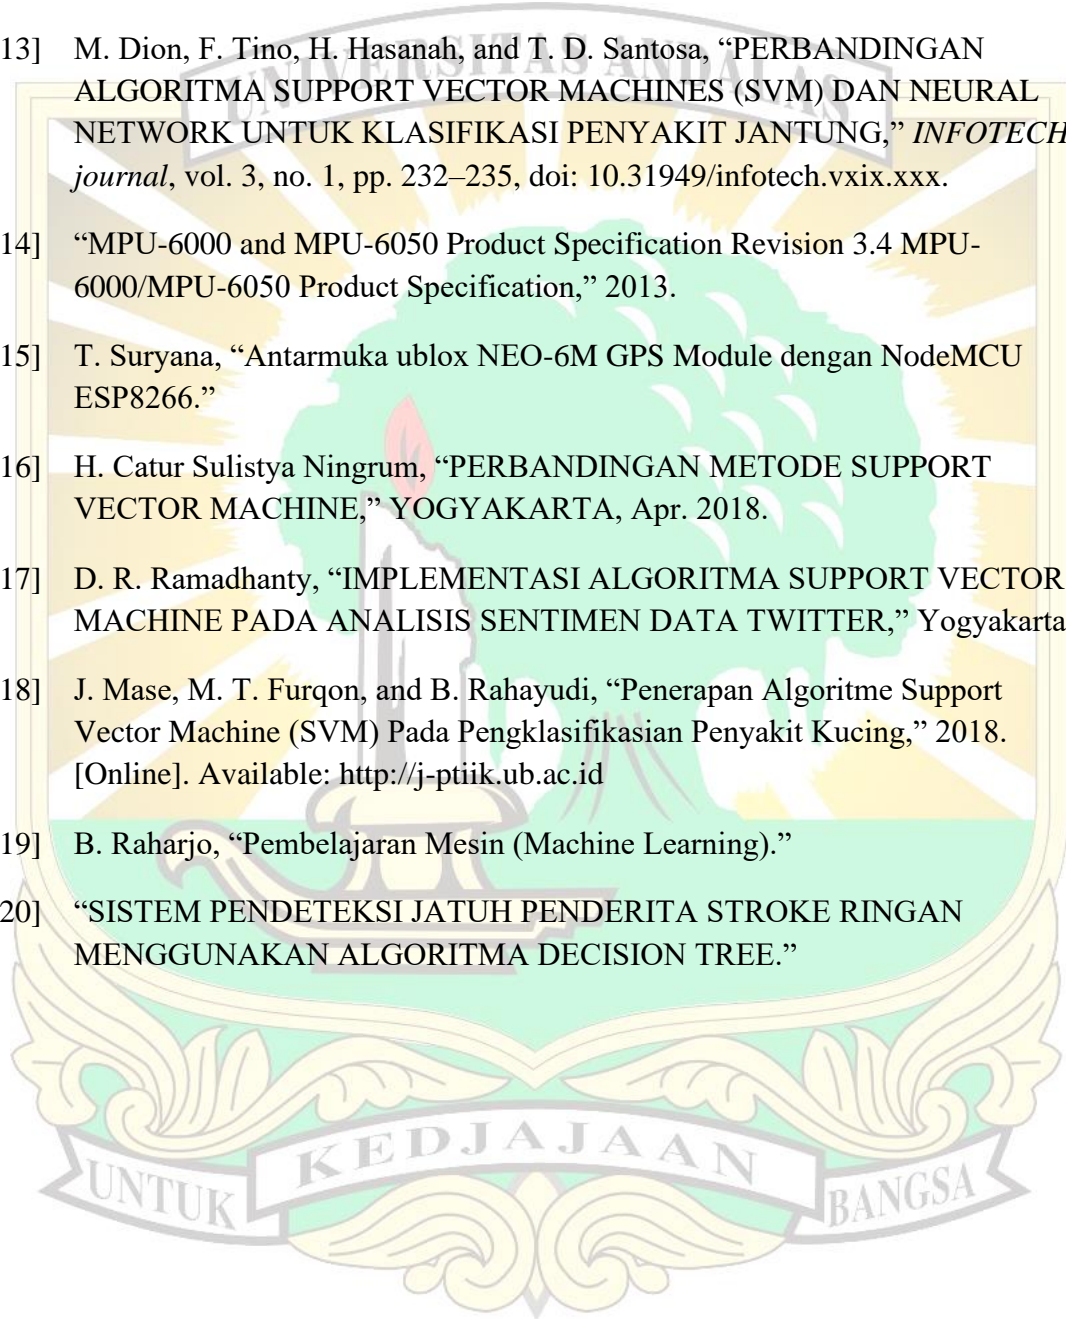 UNIVERSITAS ANDALAS
13] M. Dion, F. Tino, H. Hasanah, and T. D. Santosa, “PERBANDINGAN
ALGORITMA SUPPORT VECTOR MACHINES (SVM) DAN NEURAL
NETWORK UNTUK KLASIFIKASI PENYAKIT JANTUNG,” INFOTECH
journal, vol. 3, no. 1, pp. 232–235, doi: 10.31949/infotech.vxix.xxx.
14] “MPU-6000 and MPU-6050 Product Specification Revision 3.4 MPU-
6000/MPU-6050 Product Specification,” 2013.
15] T. Suryana, “Antarmuka ublox NEO-6M GPS Module dengan NodeMCU
ESP8266.”
16] H. Catur Sulistya Ningrum, “PERBANDINGAN METODE SUPPORT
VECTOR MACHINE,” YOGYAKARTA, Apr. 2018.
17] D. R. Ramadhanty, “IMPLEMENTASI ALGORITMA SUPPORT VECTOR
MACHINE PADA ANALISIS SENTIMEN DATA TWITTER,” Yogyakarta
18] J. Mase, M. T. Furqon, and B. Rahayudi, “Penerapan Algoritme Support
Vector Machine (SVM) Pada Pengklasifikasian Penyakit Kucing,” 2018.
[Online]. Available: http://j-ptiik.ub.ac.id
19] B. Raharjo, “Pembelajaran Mesin (Machine Learning).”
20] “SISTEM PENDETEKSI JATUH PENDERITA STROKE RINGAN
MENGGUNAKAN ALGORITMA DECISION TREE.”
UNTUK KEDJAJAAN BANGSA